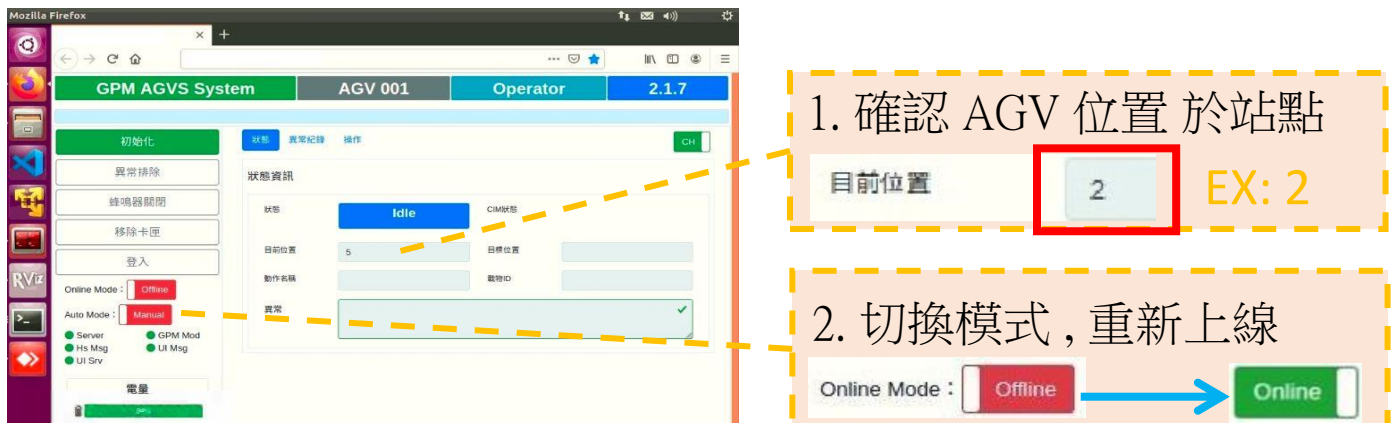 Mozilla Firefox
GPM AGVS System AGV 001 Operator 2.1.7
初始化
異常排除
蜂鳴器關閉
移除卡匣
登入
Online Mode : Offline
Auto Mode : Manual
Server GPM Mod
Hs Msg UI Msg
UI Srv
電量
狀態 異常紀錄 操作 CH
狀態資訊
狀態 Idle CIM狀態
目前位置 5 目標位置
動作名稱 載物ID
異常
RViz
1. 確認 AGV 位置 於站點
目前位置 2 EX: 2
2. 切換模式 , 重新上線
Online Mode : Offline Online